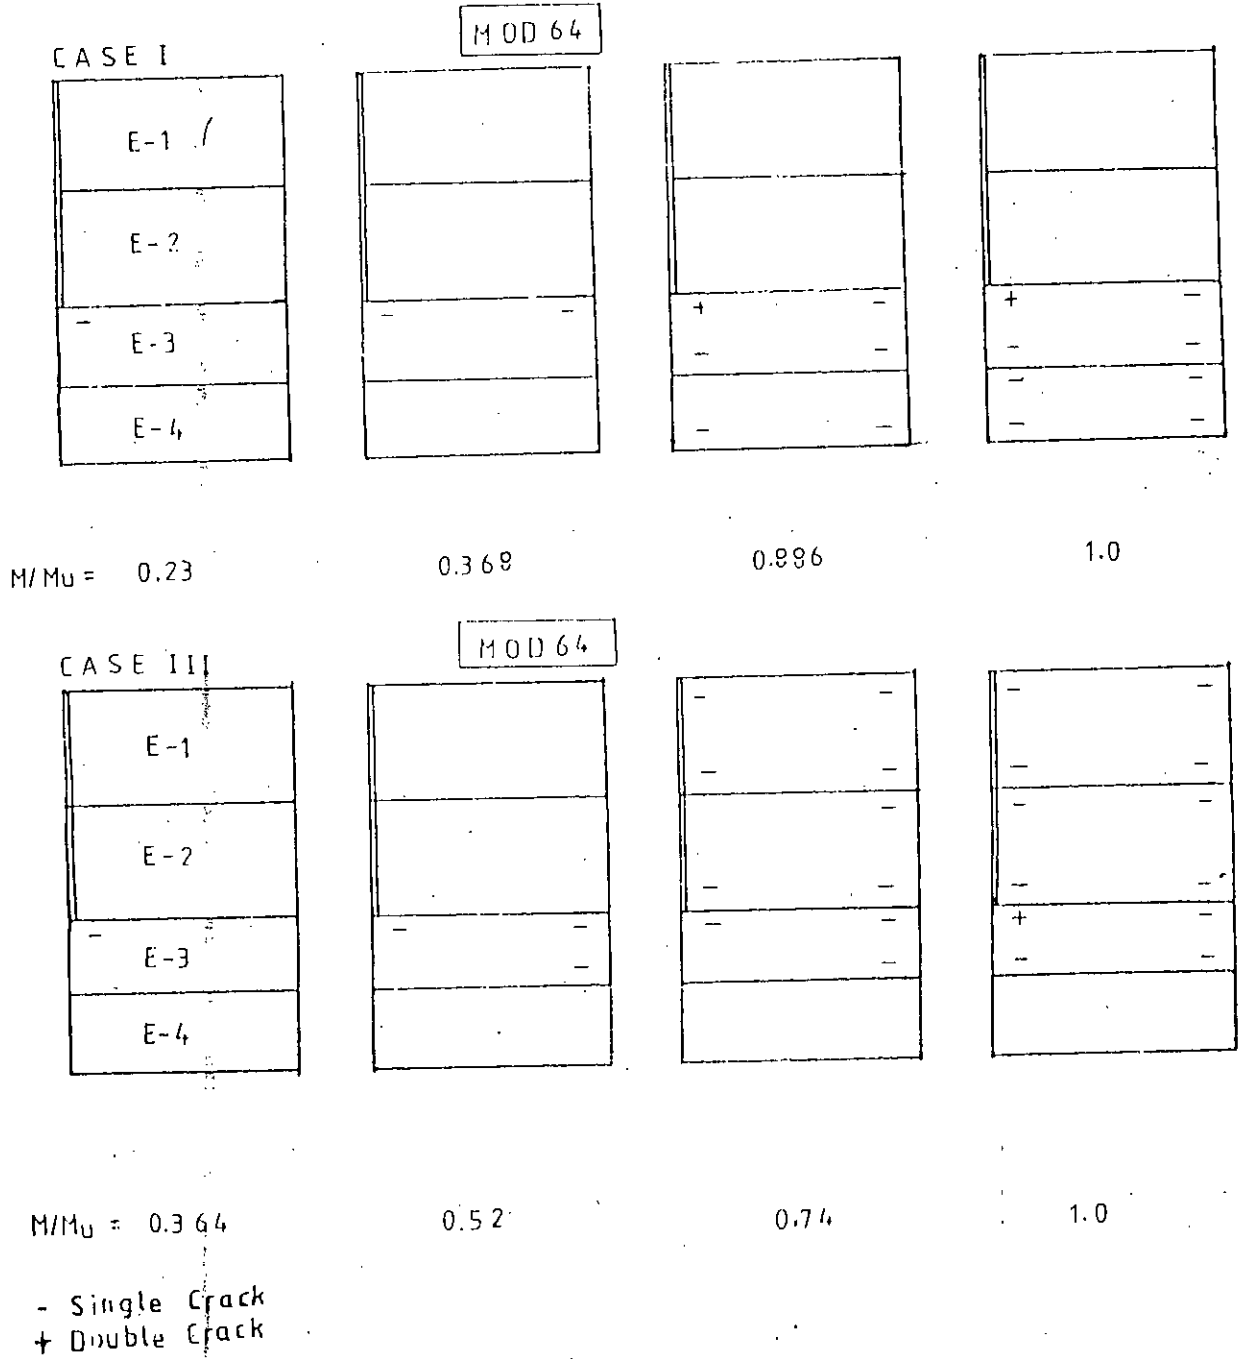 MOD 64
CASE I
E-1
E-2
E-3
E-4
- -
+ -
- -
- -
+ -
- -
- -
- -
M/Mu = 0.23 0.368 0.886 1.0
MOD 64
CASE III
E-1
E-2
E-3
E-4
M/Mu = 0.364 0.52 0.74 1.0
- Single Crack
+ Double Crack